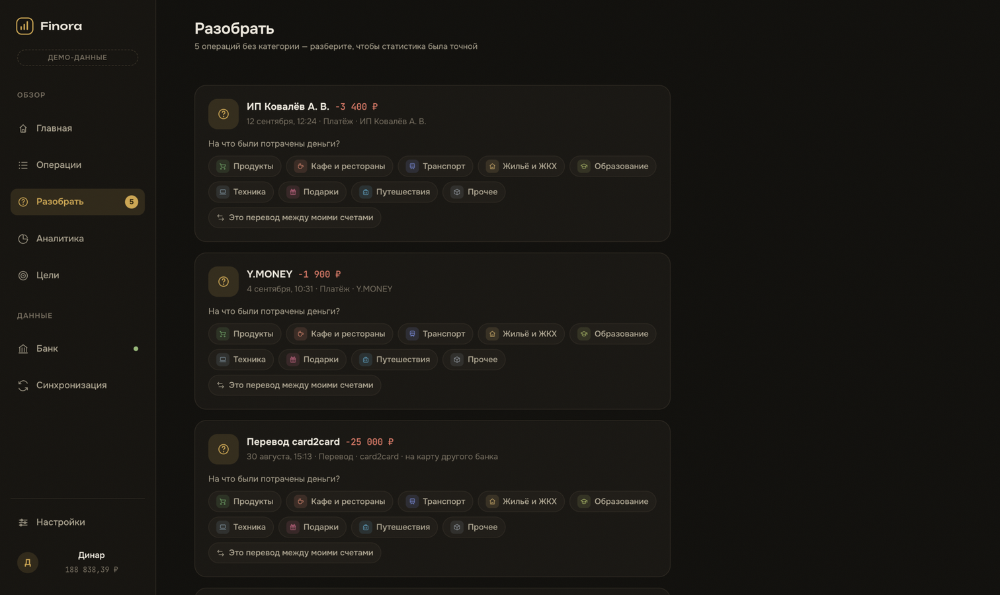 Finora
ДЕМО-ДАННЫЕ
ОБЗОР
Главная
Операции
Разобрать 5
Аналитика
Цели
ДАННЫЕ
Банк
Синхронизация
Настройки
Д
Динар
188 838,39 ₽
Разобрать
5 операций без категории — разберите, чтобы статистика была точной
ИП Ковалёв А. В. -3 400 ₽
12 сентября, 12:24 · Платёж · ИП Ковалёв А. В.
На что были потрачены деньги?
Продукты Кафе и рестораны Транспорт Жильё и ЖКХ Образование
Техника Подарки Путешествия Прочее
Это перевод между моими счетами
Y.MONEY -1 900 ₽
4 сентября, 10:31 · Платёж · Y.MONEY
На что были потрачены деньги?
Продукты Кафе и рестораны Транспорт Жильё и ЖКХ Образование
Техника Подарки Путешествия Прочее
Это перевод между моими счетами
Перевод card2card -25 000 ₽
30 августа, 15:13 · Перевод · card2card · на карту другого банка
На что были потрачены деньги?
Продукты Кафе и рестораны Транспорт Жильё и ЖКХ Образование
Техника Подарки Путешествия Прочее
Это перевод между моими счетами